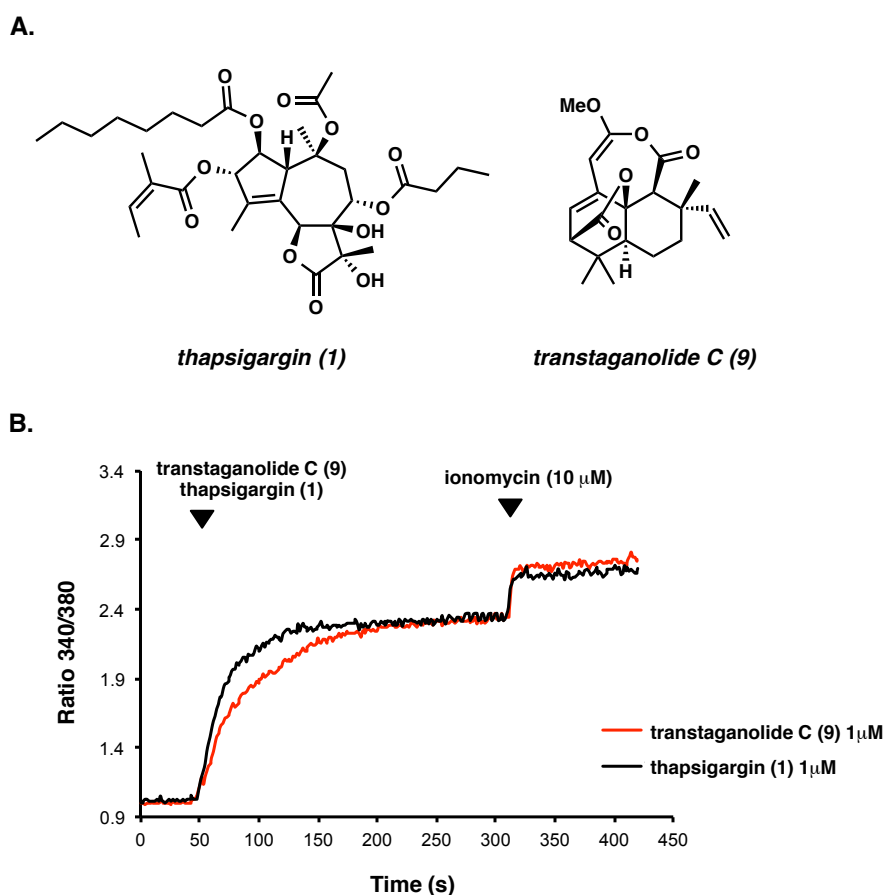 A.
O
O
O
O
O
H
O
O
O
O
O
OH
O
OH
O
thapsigargin (1)
MeO
O
O
O
O
H
transtaganolide C (9)
B.
transtaganolide C (9)
thapsigargin (1)
ionomycin (10 μM)
3.4
2.9
2.4
1.9
1.4
0.9
Ratio 340/380
0 50 100 150 200 250 300 350 400 450
Time (s)
transtaganolide C (9) 1μM
thapsigargin (1) 1μM